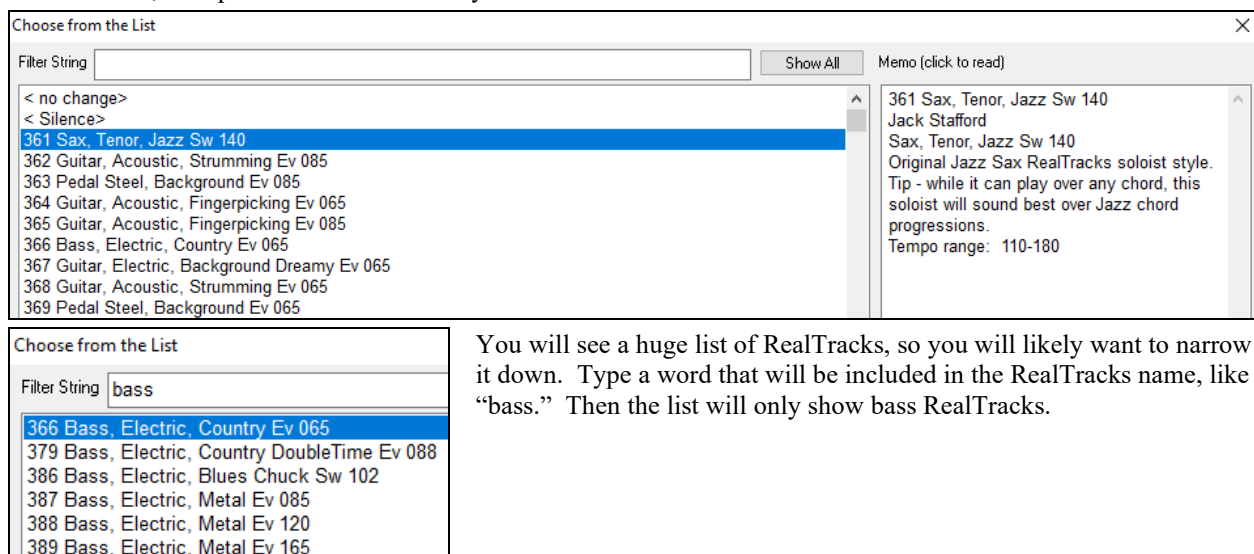 Choose from the List
Filter String Show All Memo (click to read)
< no change>
< Silence>
361 Sax, Tenor, Jazz Sw 140
362 Guitar, Acoustic, Strumming Ev 085
363 Pedal Steel, Background Ev 085
364 Guitar, Acoustic, Fingerpicking Ev 065
365 Guitar, Acoustic, Fingerpicking Ev 085
366 Bass, Electric, Country Ev 065
367 Guitar, Electric, Background Dreamy Ev 065
368 Guitar, Acoustic, Strumming Ev 065
369 Pedal Steel, Background Ev 065
361 Sax, Tenor, Jazz Sw 140
Jack Stafford
Sax, Tenor, Jazz Sw 140
Original Jazz Sax RealTracks soloist style.
Tip - while it can play over any chord, this
soloist will sound best over Jazz chord
progressions.
Tempo range: 110-180
Choose from the List
Filter String bass
366 Bass, Electric, Country Ev 065
379 Bass, Electric, Country DoubleTime Ev 088
386 Bass, Electric, Blues Chuck Sw 102
387 Bass, Electric, Metal Ev 085
388 Bass, Electric, Metal Ev 120
389 Bass, Electric, Metal Ev 165
You will see a huge list of RealTracks, so you will likely want to narrow
it down. Type a word that will be included in the RealTracks name, like
“bass.” Then the list will only show bass RealTracks.